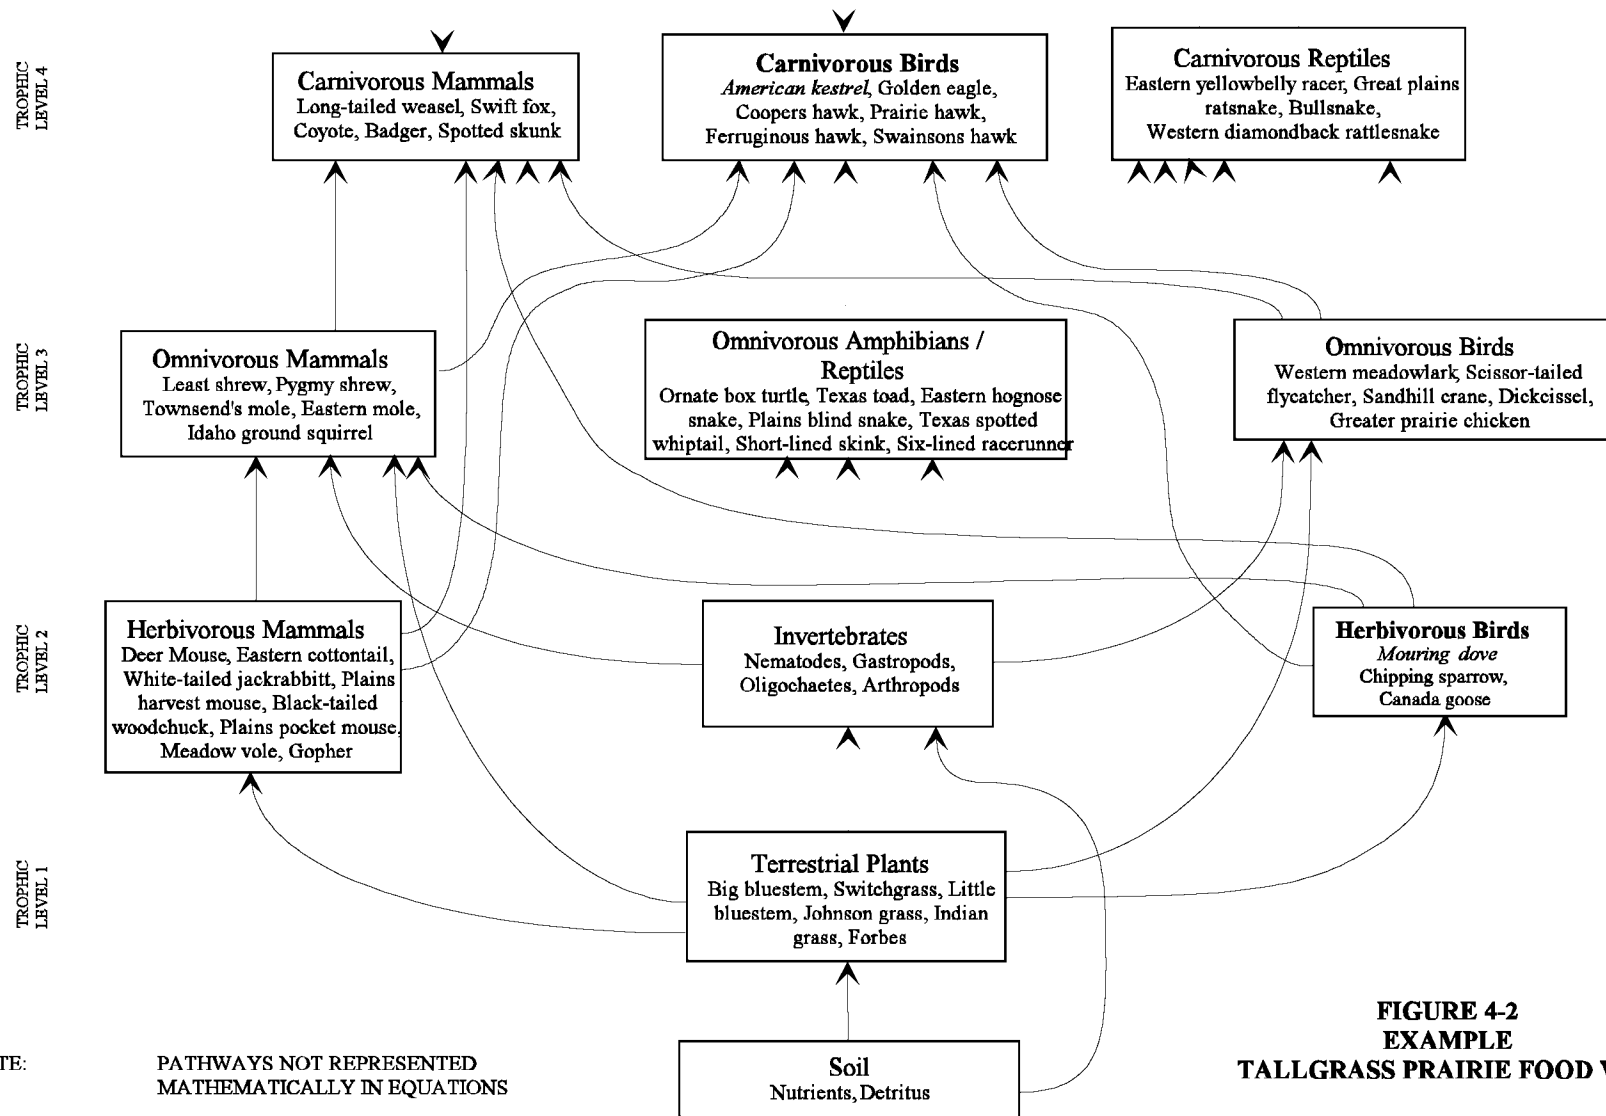 TROPHIC
LEVEL 4
Carnivorous Mammals
Long-tailed weasel, Swift fox,
Coyote, Badger, Spotted skunk
Carnivorous Birds
American kestrel, Golden eagle,
Coopers hawk, Prairie hawk,
Ferruginous hawk, Swainsons hawk
Carnivorous Reptiles
Eastern yellowbelly racer, Great plains
ratsnake, Bullsnake,
Western diamondback rattlesnake
TROPHIC
LEVEL 3
Omnivorous Mammals
Least shrew, Pygmy shrew,
Townsend's mole, Eastern mole,
Idaho ground squirrel
Omnivorous Amphibians /
Reptiles
Ornate box turtle, Texas toad, Eastern hognose
snake, Plains blind snake, Texas spotted
whiptail, Short-lined skink, Six-lined racerunner
Omnivorous Birds
Western meadowlark, Scissor-tailed
flycatcher, Sandhill crane, Dickcissel,
Greater prairie chicken
TROPHIC
LEVEL 2
Herbivorous Mammals
Deer Mouse, Eastern cottontail,
White-tailed jackrabbitt, Plains
harvest mouse, Black-tailed
woodchuck, Plains pocket mouse,
Meadow vole, Gopher
Invertebrates
Nematodes, Gastropods,
Oligochaetes, Arthropods
Herbivorous Birds
Mouring dove
Chipping sparrow,
Canada goose
TROPHIC
LEVEL 1
Terrestrial Plants
Big bluestem, Switchgrass, Little
bluestem, Johnson grass, Indian
grass, Forbes
Soil
Nutrients, Detritus
TE:
PATHWAYS NOT REPRESENTED
MATHEMATICALLY IN EQUATIONS
FIGURE 4-2
EXAMPLE
TALLGRASS PRAIRIE FOOD